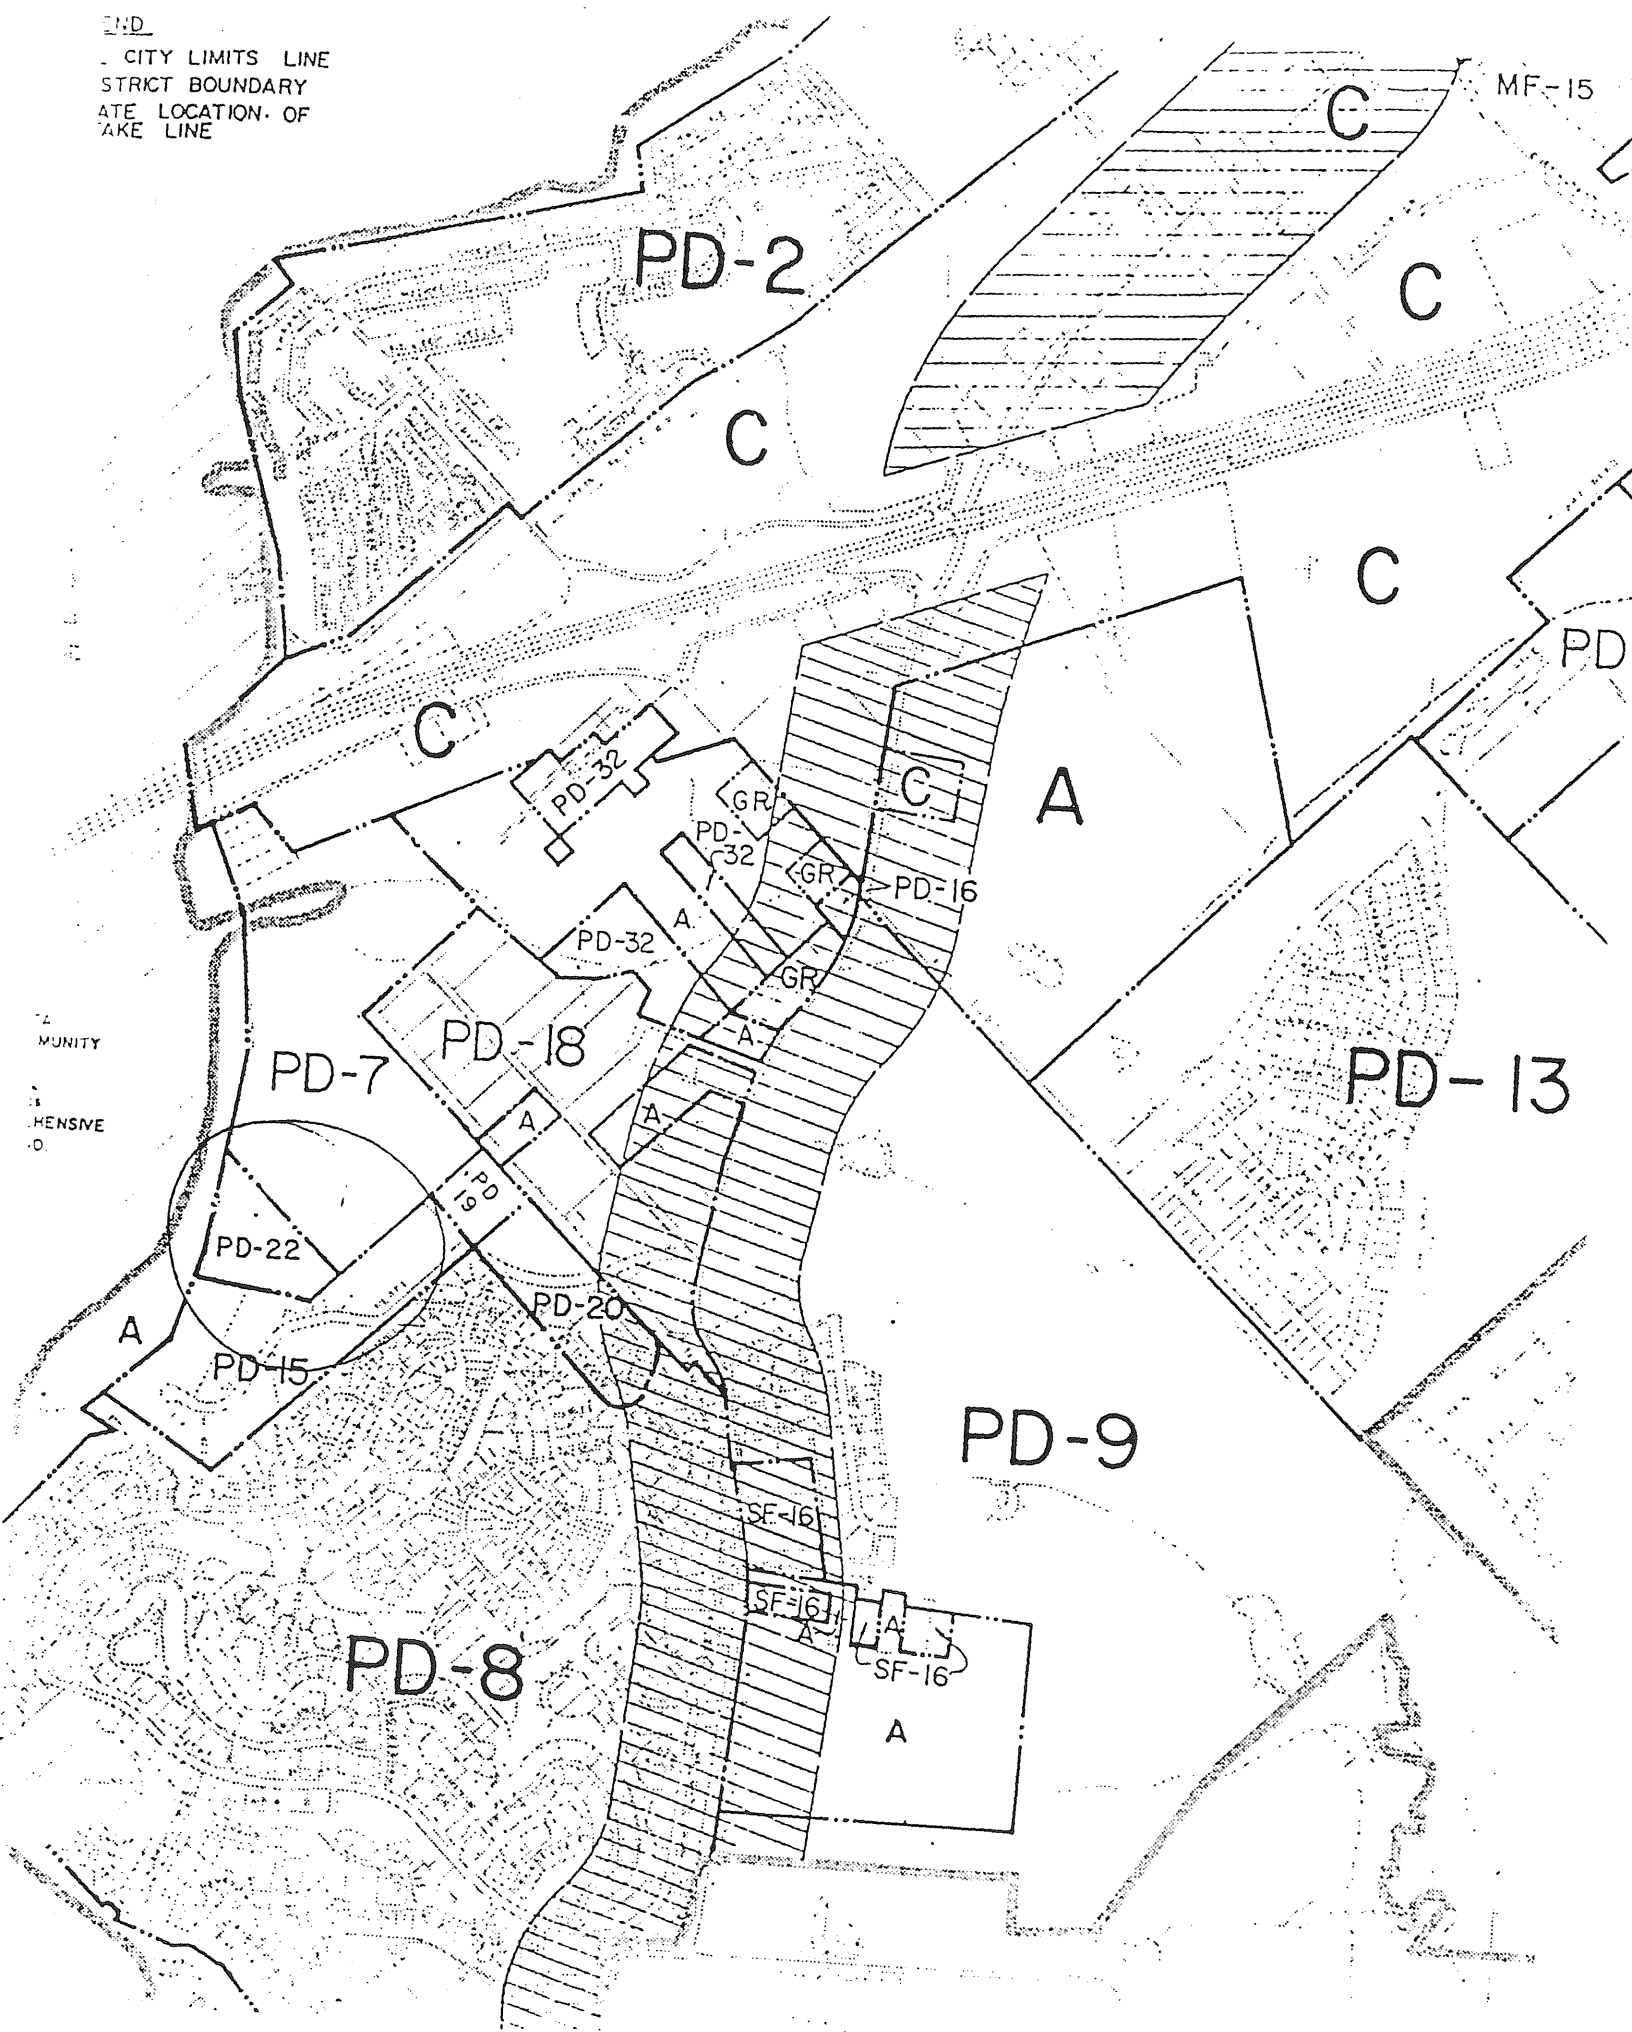 CITY LIMITS LINE
STRICT BOUNDARY
ATE LOCATION OF
AKE LINE
MF-15
C
PD-2
C
C
C
PD
C
PD-32
GR
C
A
PD-
32
GR
PD-16
A
PD-32
GR
A
PD-18
MUNITY
PD-7
PD-13
HENSIVE
A
A
PD
19
PD-22
PD-20
A
PD-15
PD-9
SF-16
SF-16
A
A
SF-16
PD-8
A